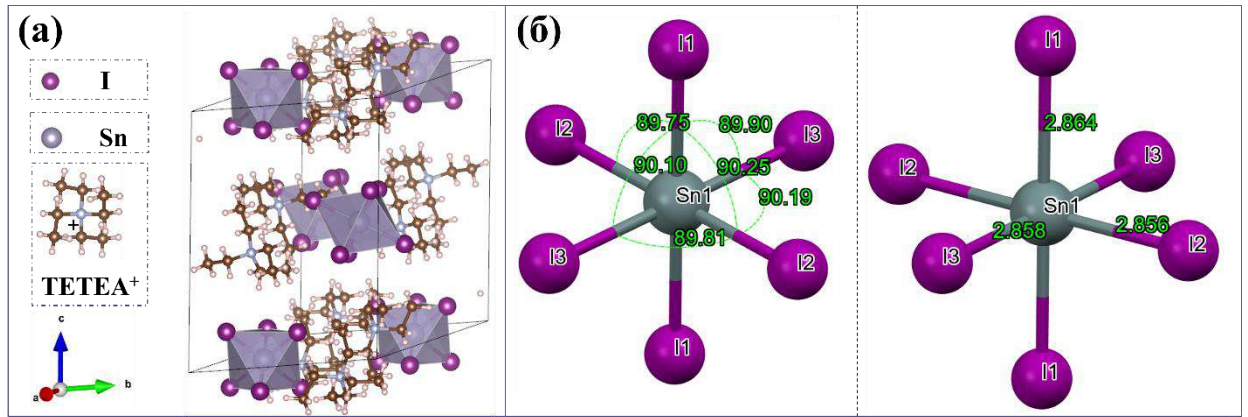 (а)
I
Sn
+
TETEA+
c
a
b
(б)
I1
I2
89.75
89.90
I3
90.10
90.25
Sn1
90.19
I3
89.81
I2
I1
I1
2.864
I3
I2
Sn1
2.858
2.856
I3
I2
I1